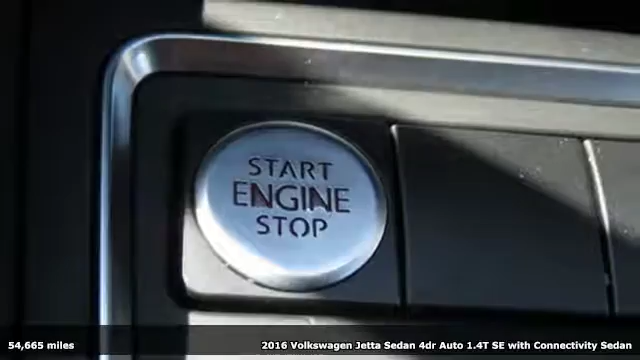 START
ENGINE
STOP
54,665 miles
2016 Volkswagen Jetta Sedan 4dr Auto 1.4T SE with Connectivity Sedan